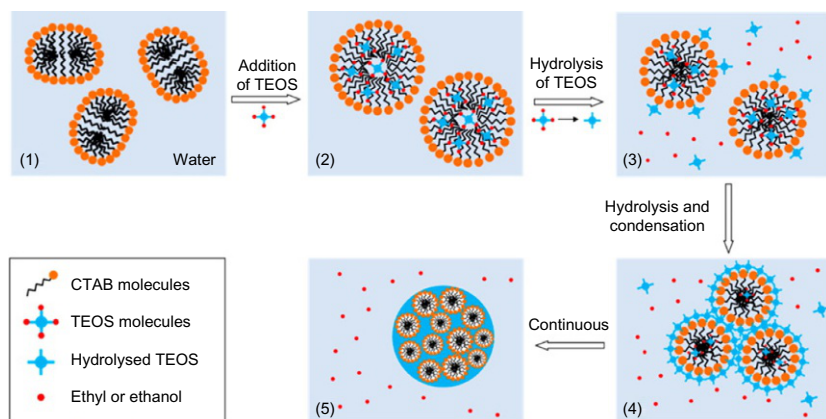 (1)
Water
Addition
of TEOS
(2)
Hydrolysis
of TEOS
(3)
Hydrolysis and
condensation
(4)
Continuous
(5)
CTAB molecules
TEOS molecules
Hydrolysed TEOS
Ethyl or ethanol